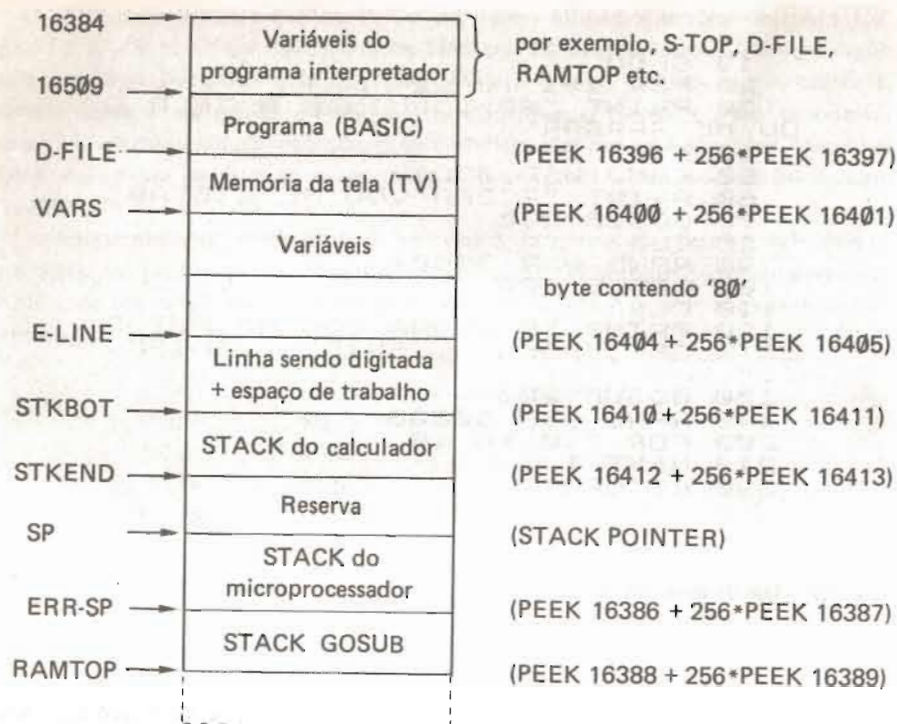 16384
Variáveis do
programa interpretador
por exemplo, S-TOP, D-FILE,
RAMTOP etc.
16509
Programa (BASIC)
D-FILE
(PEEK 16396 + 256*PEEK 16397)
Memória da tela (TV)
VARS
(PEEK 16400 + 256*PEEK 16401)
Variáveis
byte contendo '80'.
E-LINE
(PEEK 16404 + 256*PEEK 16405)
Linha sendo digitada
+ espaço de trabalho
STKBOT
(PEEK 16410 + 256*PEEK 16411)
STACK do calculador
STKEND
(PEEK 16412 + 256*PEEK 16413)
Reserva
SP
(STACK POINTER)
STACK do
microprocessador
ERR-SP
(PEEK 16386 + 256*PEEK 16387)
STACK GOSUB
RAMTOP
(PEEK 16388 + 256*PEEK 16389)